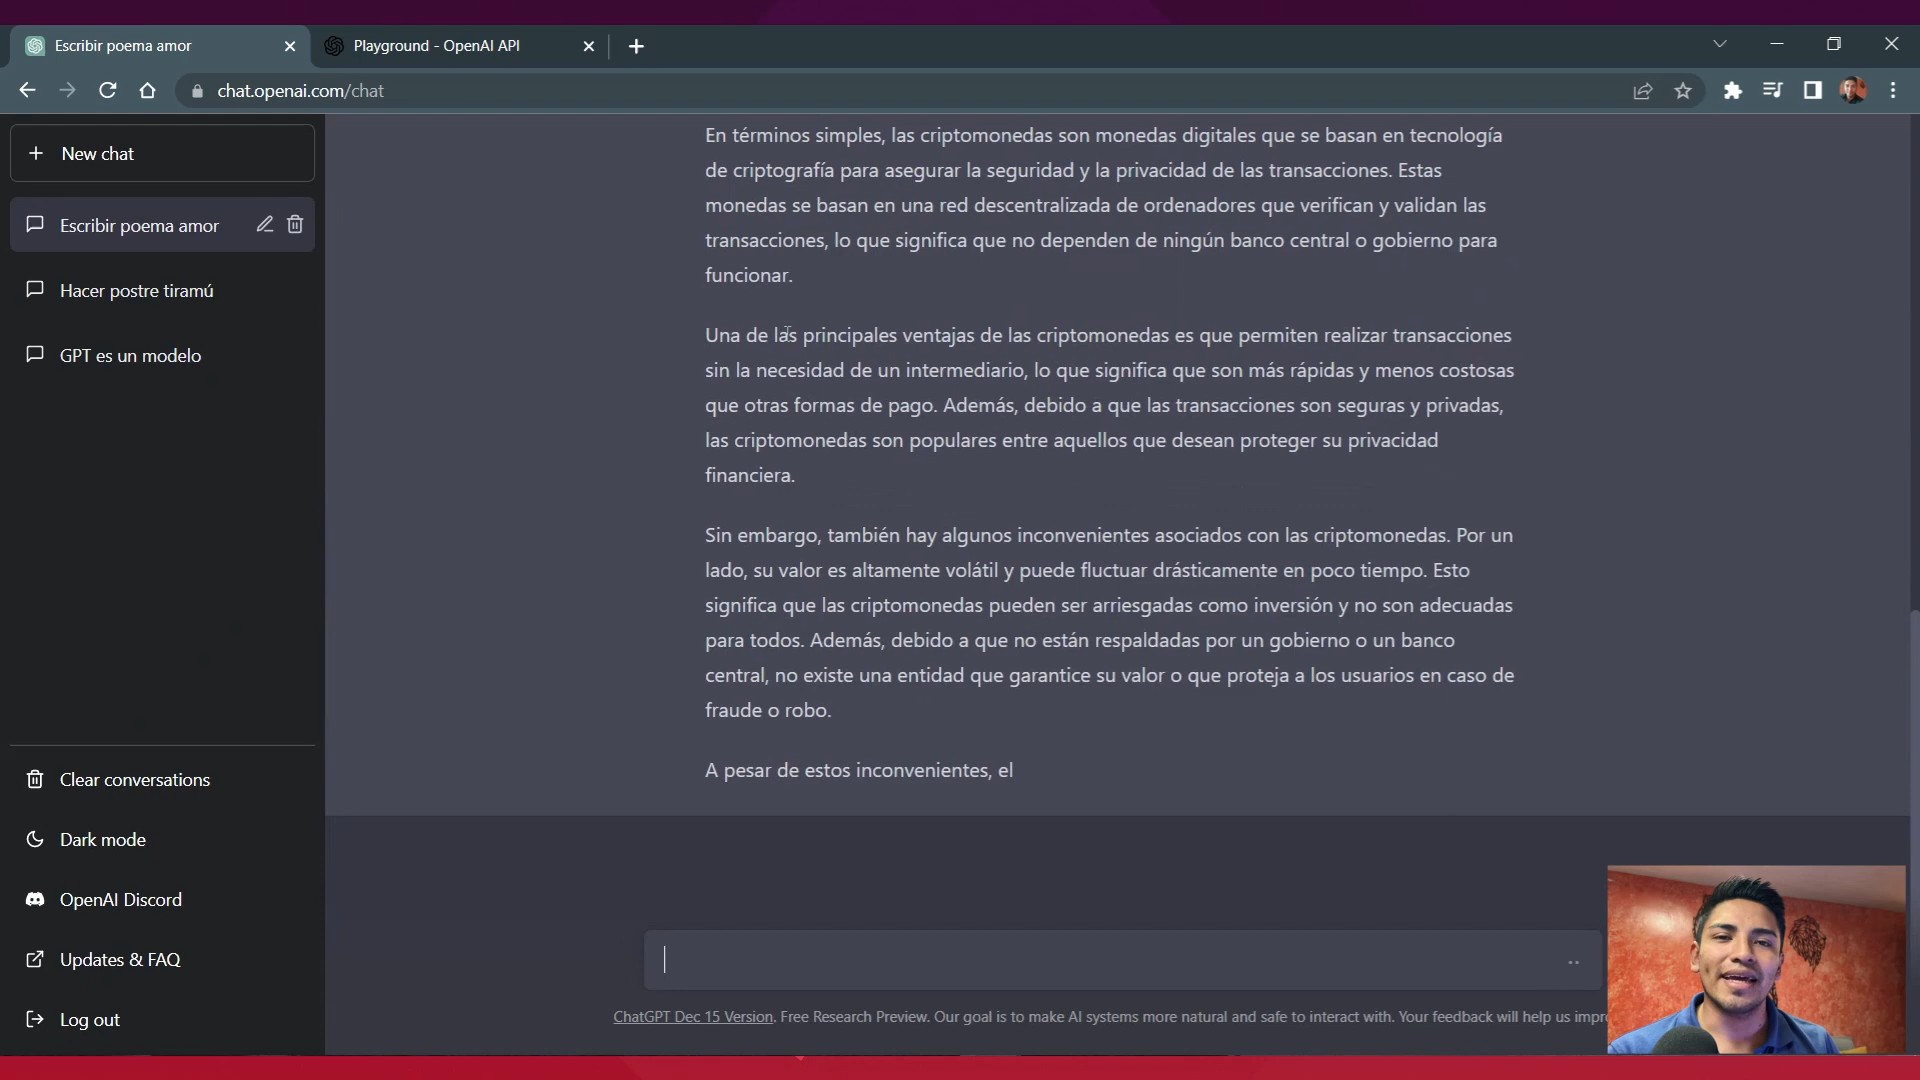 Escribir poema amor
Playground - OpenAI API
chat.openai.com/chat
New chat
Escribir poema amor
Hacer postre tiramú
GPT es un modelo
Clear conversations
Dark mode
OpenAI Discord
Updates & FAQ
Log out
En términos simples, las criptomonedas son monedas digitales que se basan en tecnología
de criptografía para asegurar la seguridad y la privacidad de las transacciones. Estas
monedas se basan en una red descentralizada de ordenadores que verifican y validan las
transacciones, lo que significa que no dependen de ningún banco central o gobierno para
funcionar.
Una de las principales ventajas de las criptomonedas es que permiten realizar transacciones
sin la necesidad de un intermediario, lo que significa que son más rápidas y menos costosas
que otras formas de pago. Además, debido a que las transacciones son seguras y privadas,
las criptomonedas son populares entre aquellos que desean proteger su privacidad
financiera.
Sin embargo, también hay algunos inconvenientes asociados con las criptomonedas. Por un
lado, su valor es altamente volátil y puede fluctuar drásticamente en poco tiempo. Esto
significa que las criptomonedas pueden ser arriesgadas como inversión y no son adecuadas
para todos. Además, debido a que no están respaldadas por un gobierno o un banco
central, no existe una entidad que garantice su valor o que proteja a los usuarios en caso de
fraude o robo.
A pesar de estos inconvenientes, el
ChatGPT Dec 15 Version. Free Research Preview. Our goal is to make AI systems more natural and safe to interact with. Your feedback will help us impr